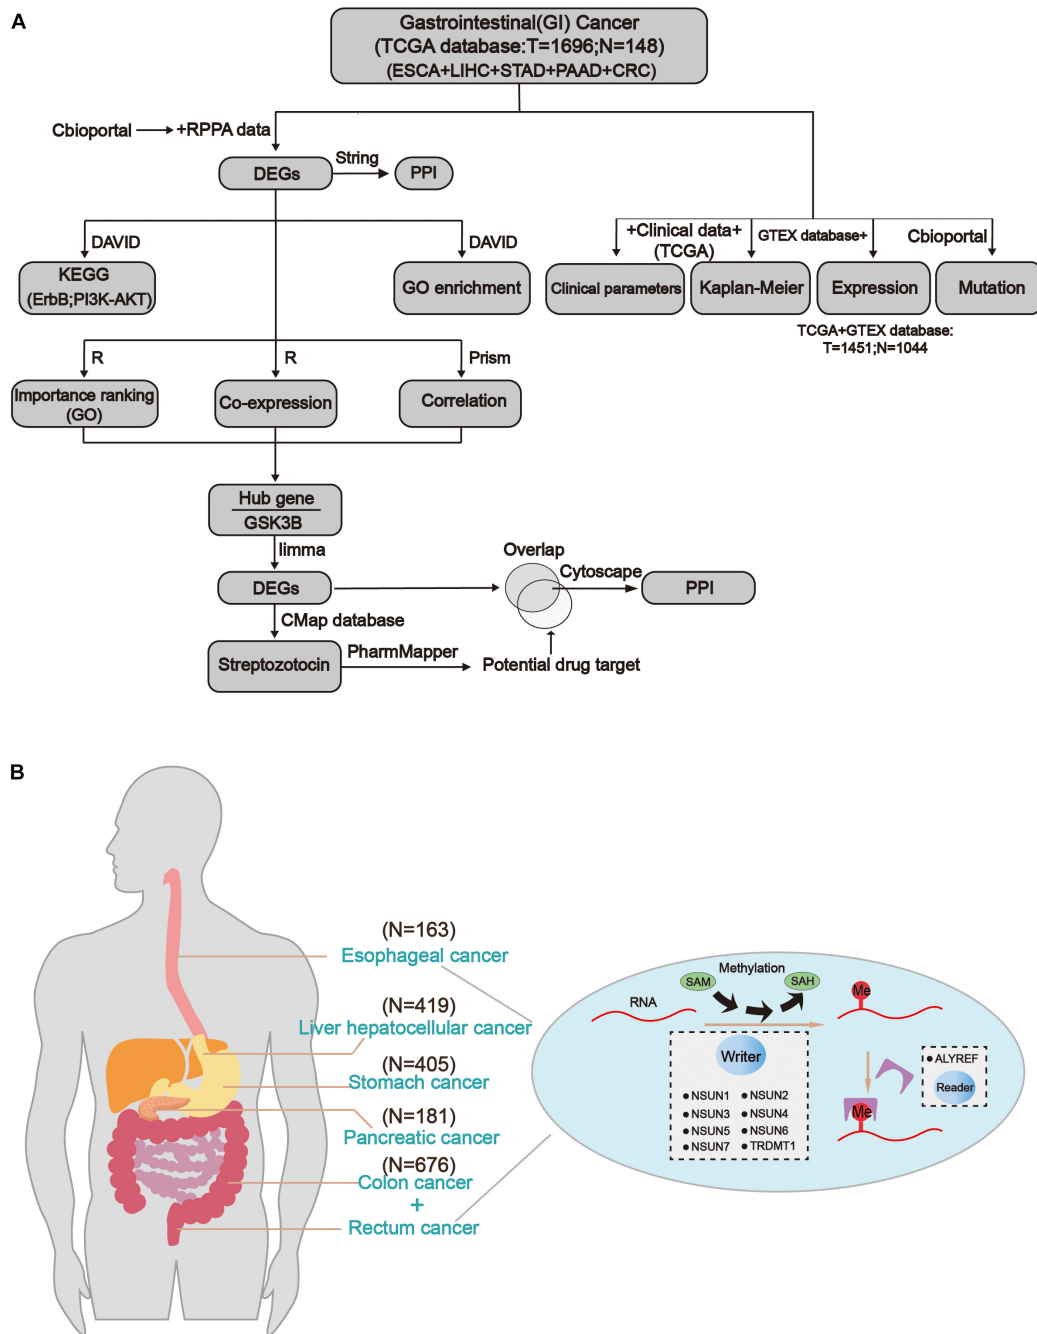 A
Gastrointestinal(GI) Cancer
(TCGA database:T=1696;N=148)
(ESCA+LIHC+STAD+PAAD+CRC)
Cbioportal
+RPPA data
DEGs
String
PPI
DAVID
DAVID
KEGG
(ErbB;PI3K-AKT)
GO enrichment
+Clinical data+
(TCGA)
GTEX database+
Cbioportal
Clinical parameters
Kaplan-Meier
Expression
Mutation
TCGA+GTEX database:
T=1451;N=1044
R
R
Prism
Importance ranking
(GO)
Co-expression
Correlation
Hub gene
GSK3B
limma
DEGs
Overlap
Cytoscape
PPI
CMap database
Streptozotocin
PharmMapper
Potential drug target
B
(N=163)
Esophageal cancer
(N=419)
Liver hepatocellular cancer
(N=405)
Stomach cancer
(N=181)
Pancreatic cancer
(N=676)
Colon cancer
+
Rectum cancer
Methylation
SAM
SAH
RNA
Me
Writer
NSUN1
NSUN2
NSUN3
NSUN4
NSUN5
NSUN6
NSUN7
TRDMT1
ALYREF
Reader
Me